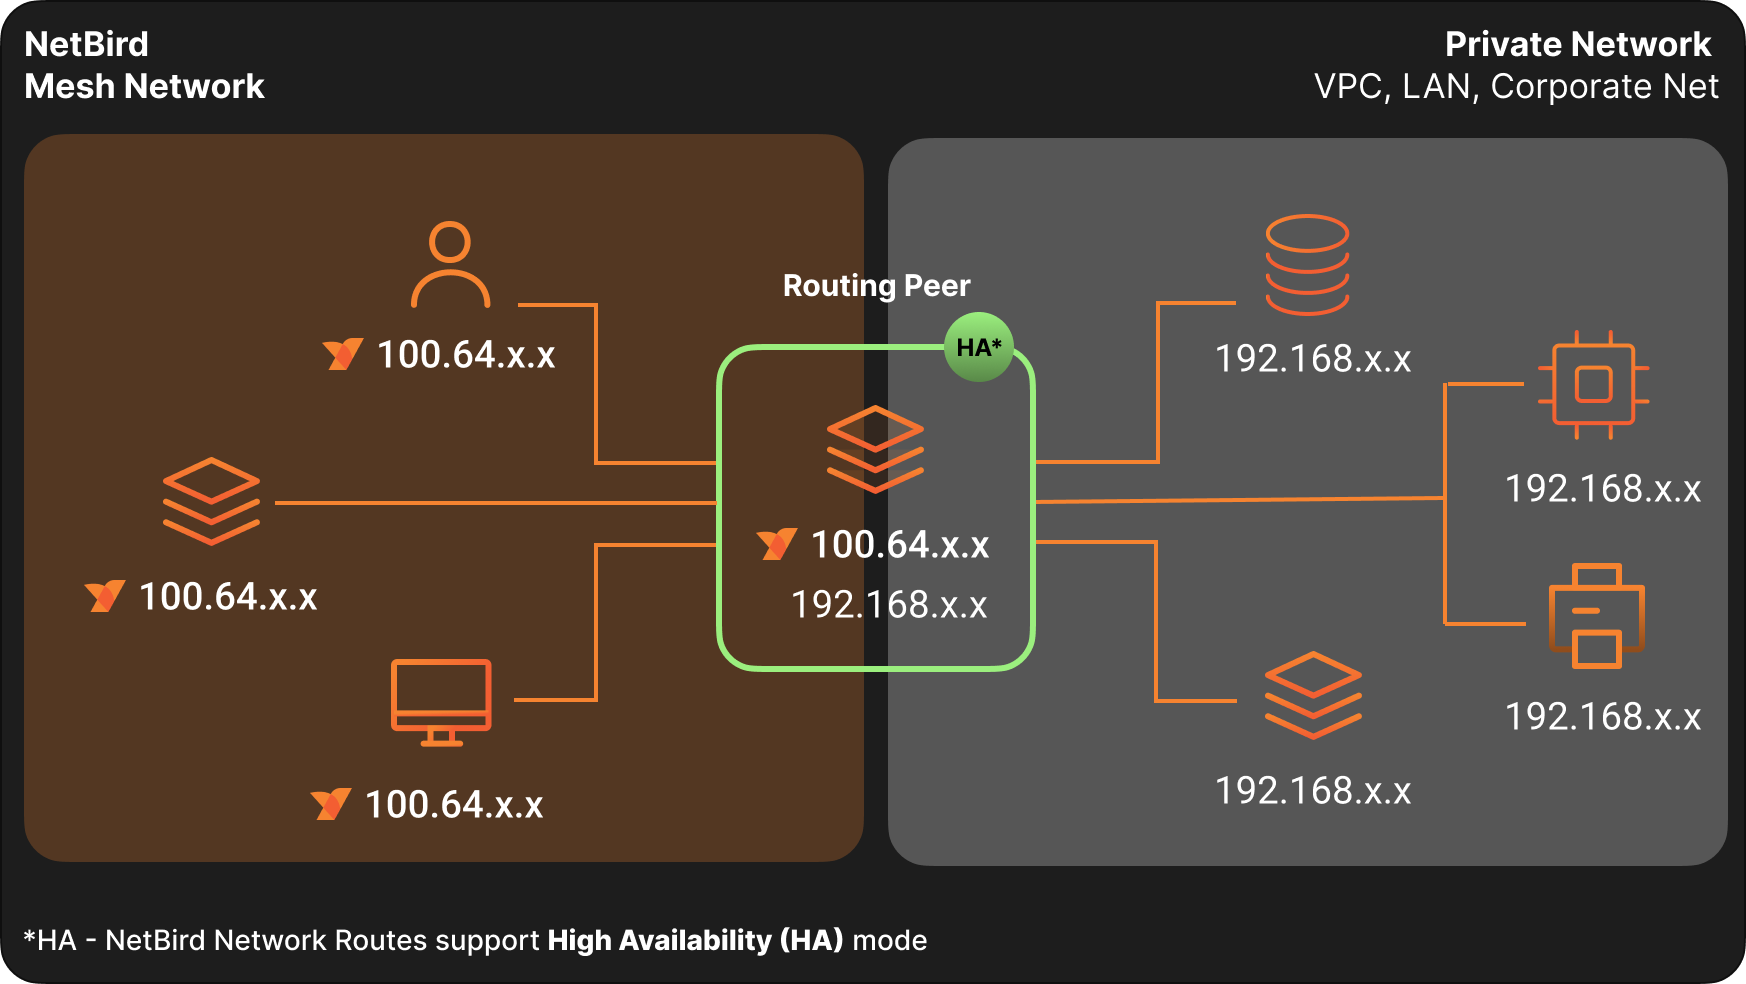 NetBird
Mesh Network
Private Network
VPC, LAN, Corporate Net
Routing Peer
HA*
100.64.x.x
192.168.x.x
192.168.x.x
100.64.x.x
192.168.x.x
100.64.x.x
192.168.x.x
192.168.x.x
100.64.x.x
*HA - NetBird Network Routes support High Availability (HA) mode